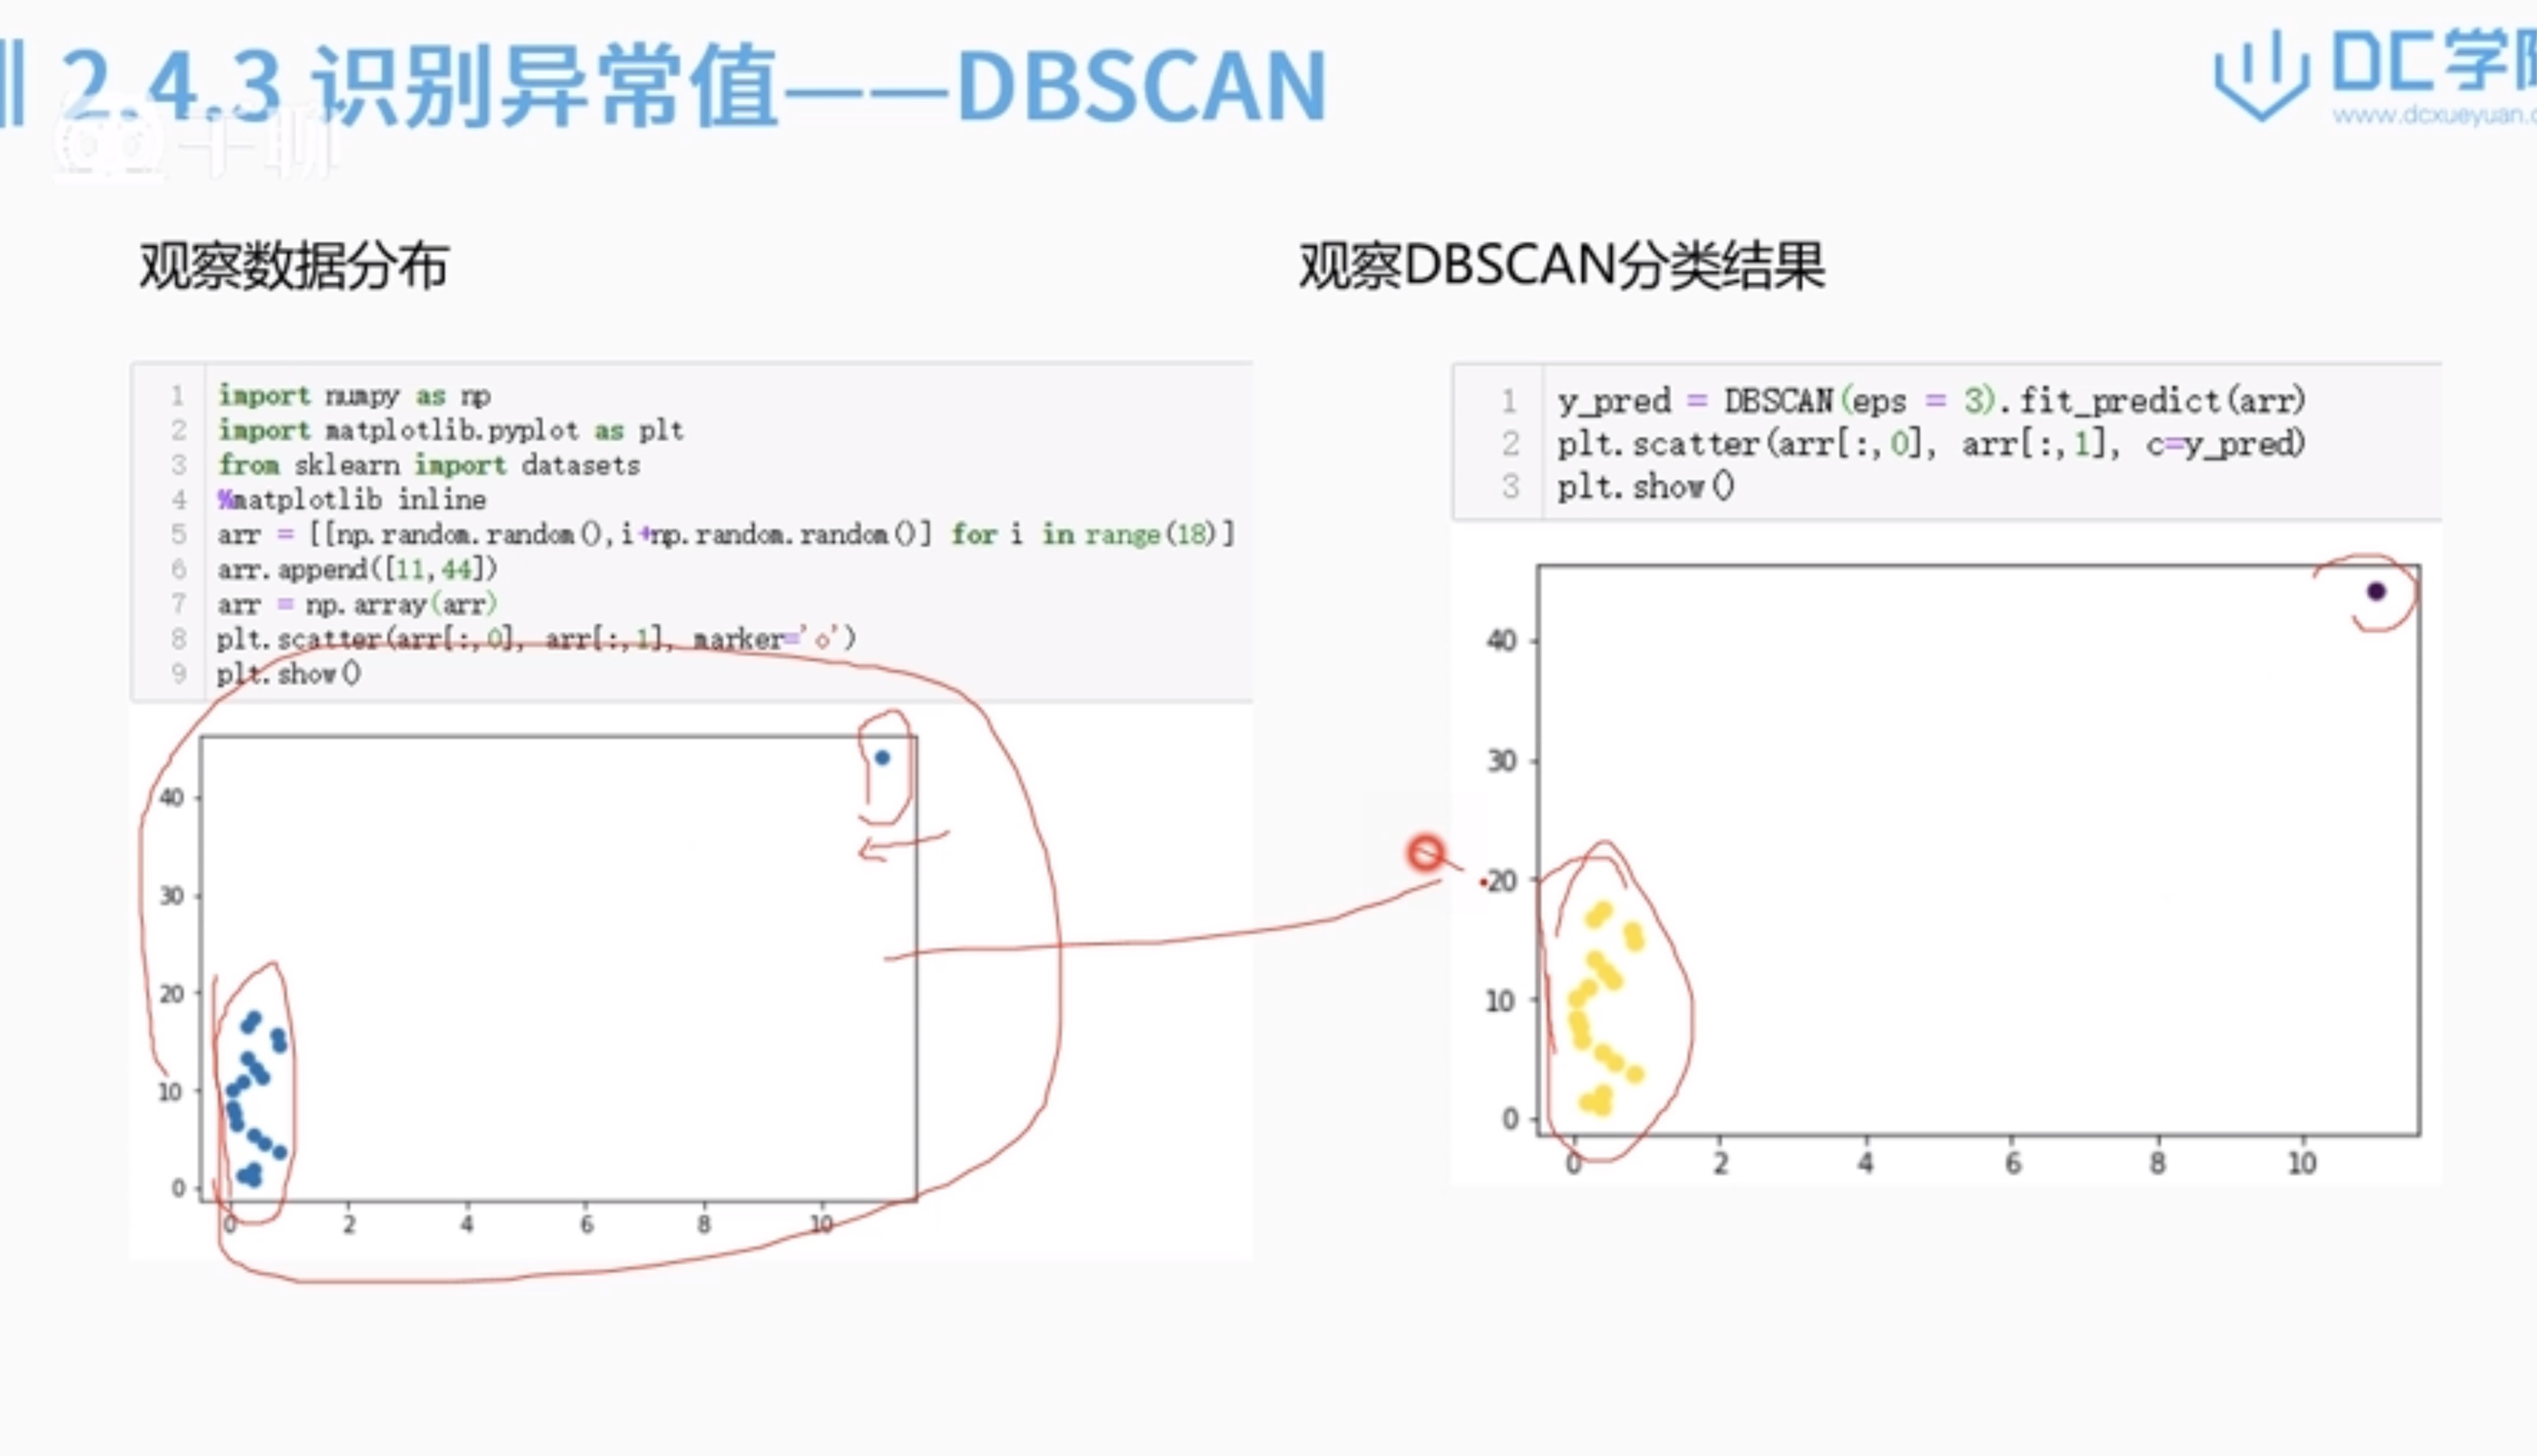 2.4.3 识别异常值——DBSCAN
千聊
DC学院
www.dcxueyuan.
观察数据分布
观察DBSCAN分类结果
1 import numpy as np
2 import matplotlib.pyplot as plt
3 from sklearn import datasets
4 %matplotlib inline
5 arr = [[np.random.random(),i+np.random.random()] for i in range(18)]
6 arr.append([11,44])
7 arr = np.array(arr)
8 plt.scatter(arr[:,0], arr[:,1], marker='o')
9 plt.show()
40
30
20
10
0
0 2 4 6 8 10
1 y_pred = DBSCAN(eps = 3).fit_predict(arr)
2 plt.scatter(arr[:,0], arr[:,1], c=y_pred)
3 plt.show()
40
30
20
10
0
0 2 4 6 8 10